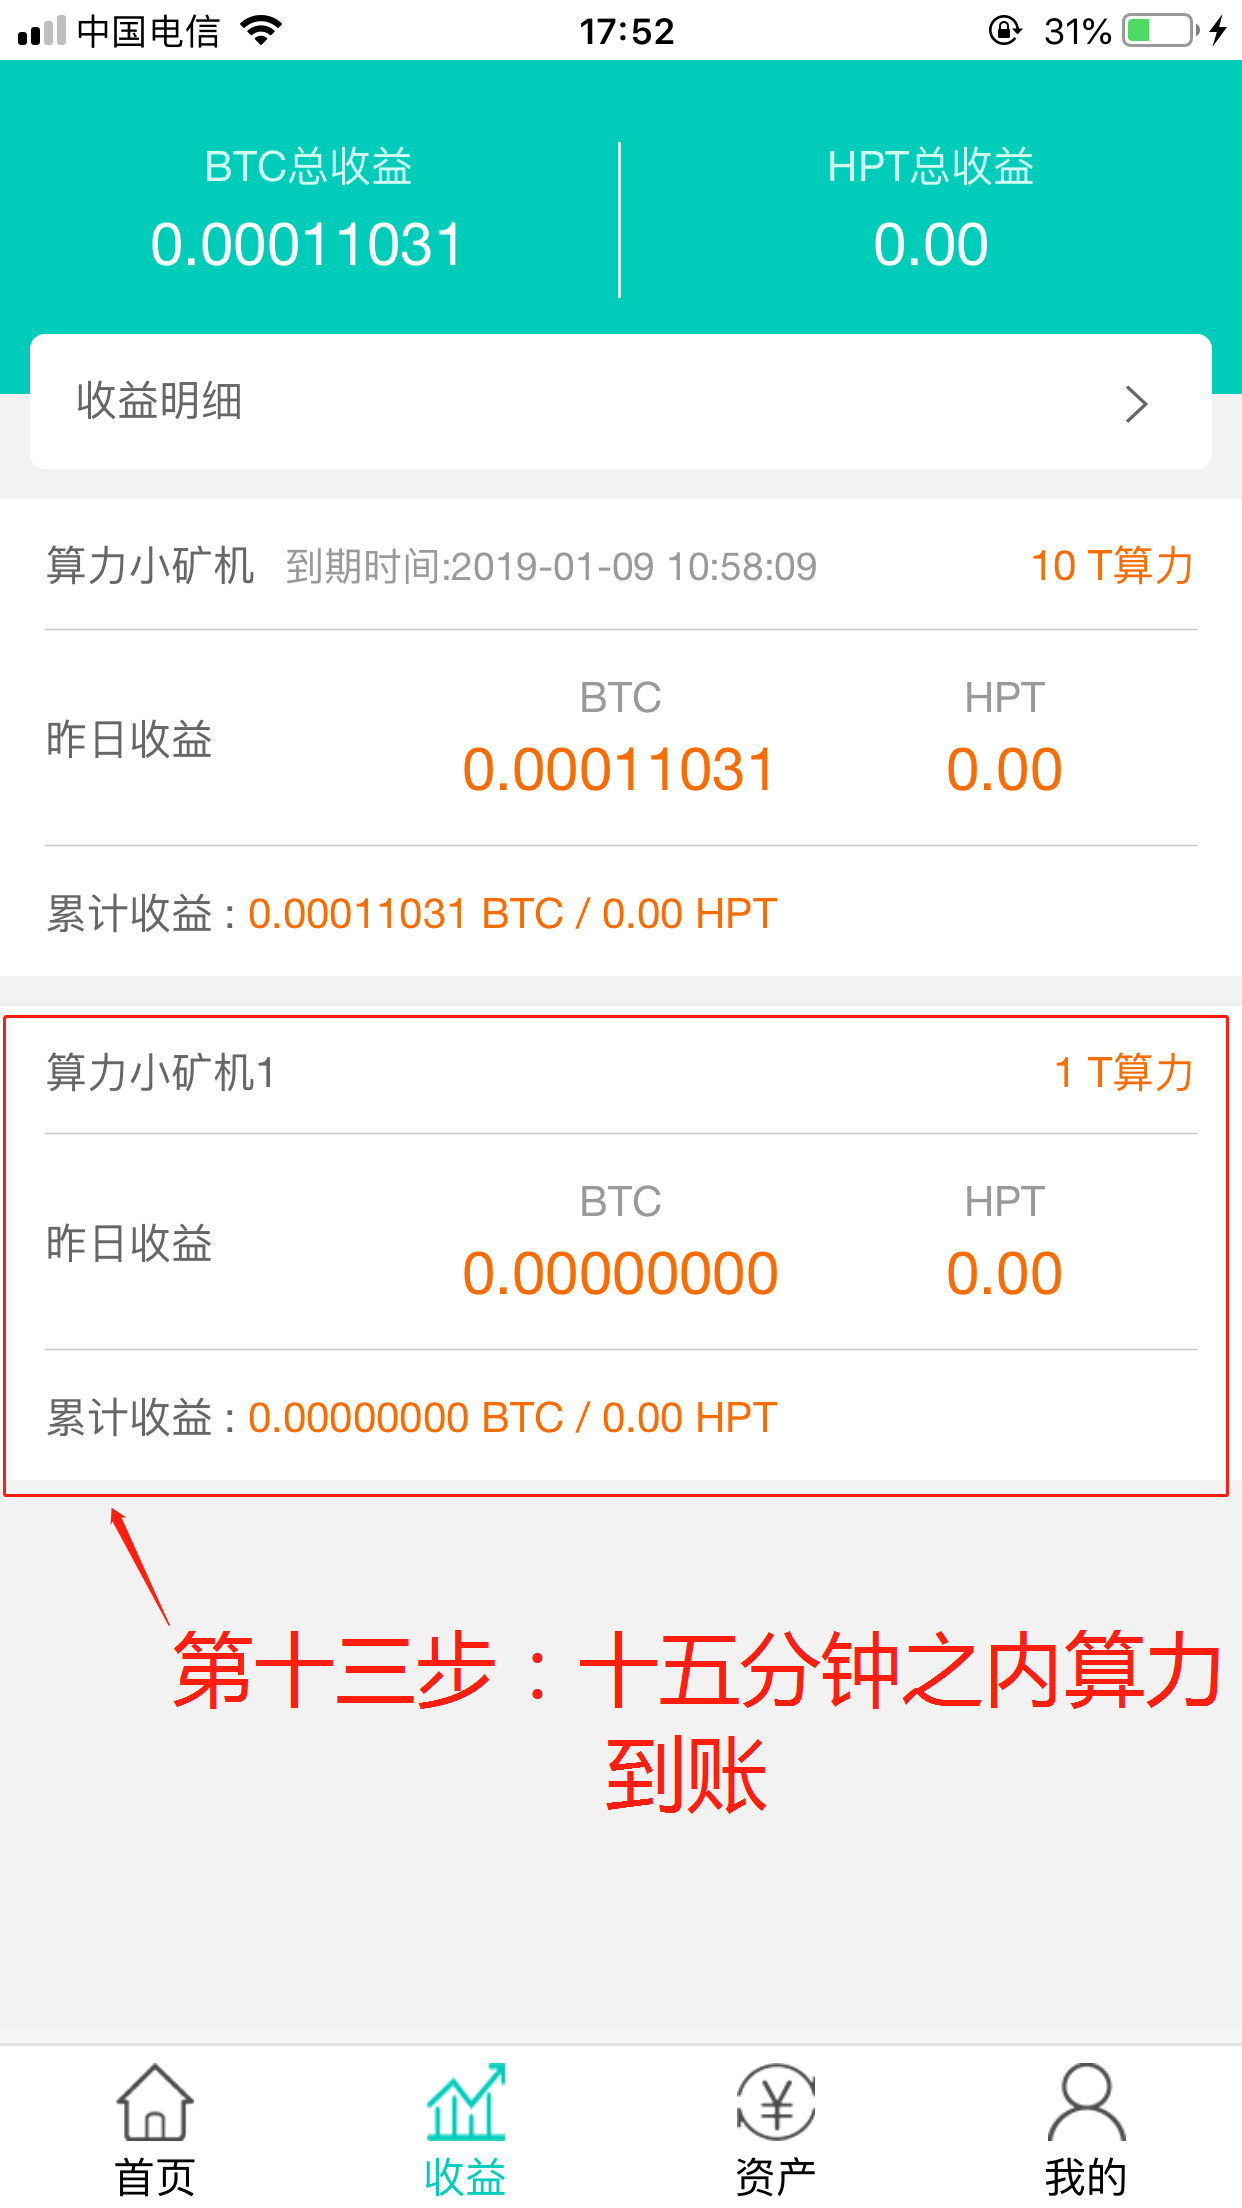 中国电信 17:52 31%
BTC总收益 HPT总收益
0.00011031 0.00
收益明细
算力小矿机 到期时间:2019-01-09 10:58:09 10 T算力
BTC HPT
昨日收益
0.00011031 0.00
累计收益 : 0.00011031 BTC / 0.00 HPT
算力小矿机1 1 T算力
BTC HPT
昨日收益
0.00000000 0.00
累计收益 : 0.00000000 BTC / 0.00 HPT
第十三步：十五分钟之内算力
到账
首页 收益 资产 我的